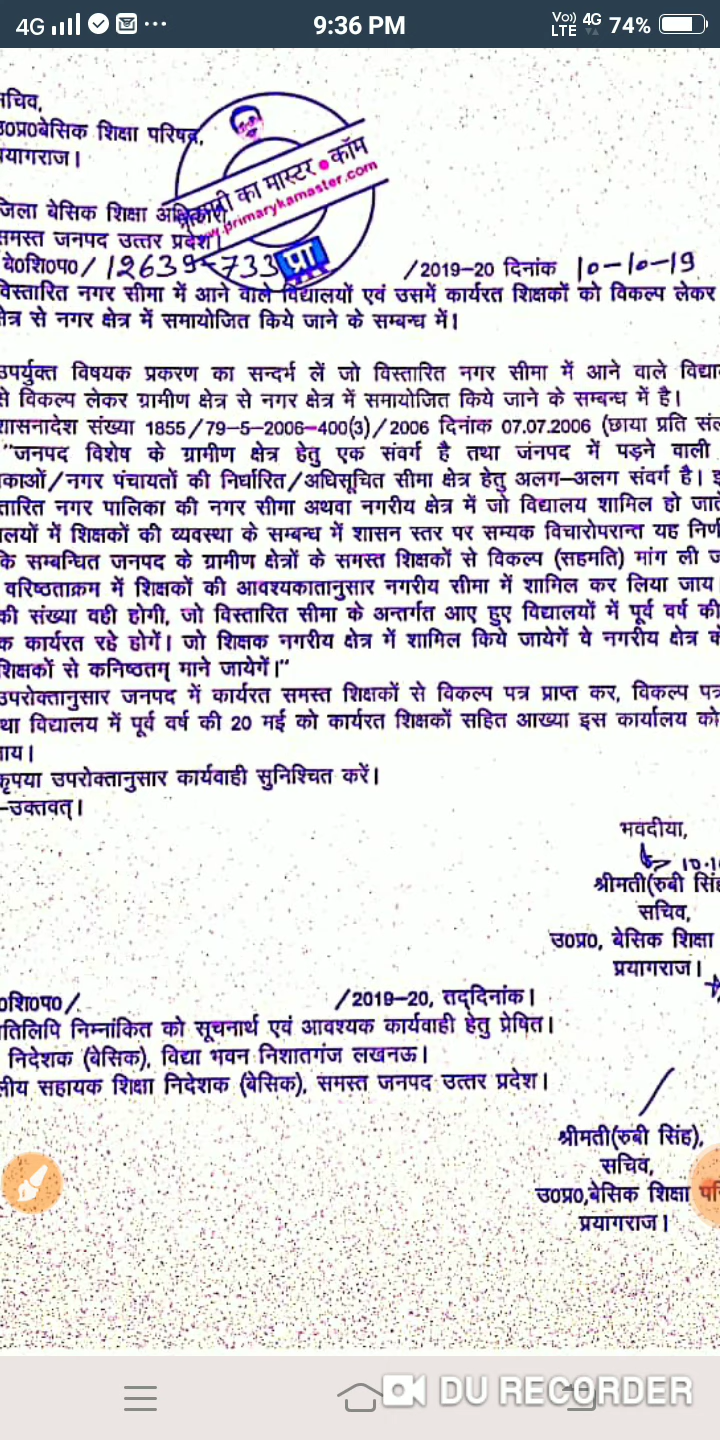 4G ... 9:36 PM Vo) 4G LTE 74%
सचिव,
उ0प्र0बेसिक शिक्षा परिषद,
प्रयागराज।
प्राइमरी का मास्टर ● कॉम
www.primarykamaster.com
प्रा
जिला बेसिक शिक्षा अधिकारी
समस्त जनपद उत्तर प्रदेश।
बे0शि0प0/ 12639-733 /2019-20 दिनांक 10-10-19
विस्तारित नगर सीमा में आने वाले विद्यालयों एवं उसमें कार्यरत शिक्षकों को विकल्प लेकर
क्षेत्र से नगर क्षेत्र में समायोजित किये जाने के सम्बन्ध में।
उपर्युक्त विषयक प्रकरण का सन्दर्भ लें जो विस्तारित नगर सीमा में आने वाले
से विकल्प लेकर ग्रामीण क्षेत्र से नगर क्षेत्र में समायोजित किये जाने के सम्बन्ध में है।
शासनादेश संख्या 1855/79-5-2006-400(3)/2006 दिनांक 07.07.2006 (छाया प्रति
"जनपद विशेष के ग्रामीण क्षेत्र हेतु एक संवर्ग है तथा जनपद में पड़ने वाली
काओं/नगर पंचायतों की निर्धारित/अधिसूचित सीमा क्षेत्र हेतु अलग-अलग संवर्ग है।
तारित नगर पालिका की नगर सीमा अथवा नगरीय क्षेत्र में जो विद्यालय शामिल हो जाते
लयों में शिक्षकों की व्यवस्था के सम्बन्ध में शासन स्तर पर सम्यक विचारोपरान्त यह
कि सम्बन्धित जनपद के ग्रामीण क्षेत्रों के समस्त शिक्षकों से विकल्प (सहमति) मांग ली
वरिष्ठताक्रम में शिक्षकों की आवश्यकातानुसार नगरीय सीमा में शामिल कर लिया जाय।
की संख्या वही होगी, जो विस्तारित सीमा के अन्तर्गत आए हुए विद्यालयों में पूर्व वर्ष की
क कार्यरत रहे होगें। जो शिक्षक नगरीय क्षेत्र में शामिल किये जायेगें वे नगरीय क्षेत्र के
शिक्षकों से कनिष्ठतम् माने जायेगें।"
उपरोक्तानुसार जनपद में कार्यरत समस्त शिक्षकों से विकल्प पत्र प्राप्त कर, विकल्प पत्र
था विद्यालय में पूर्व वर्ष की 20 मई को कार्यरत शिक्षकों सहित आख्या इस कार्यालय को
जाय।
कृपया उपरोक्तानुसार कार्यवाही सुनिश्चित करें।
-उक्तवत्।
भवदीया,
10.10
श्रीमती(रुबी सिंह
सचिव,
उ0प्र0, बेसिक शिक्षा
प्रयागराज।
0शि0प0/ /2019-20, तद्दिनांक।
तिलिपि निम्नांकित को सूचनार्थ एवं आवश्यक कार्यवाही हेतु प्रेषित।
निदेशक (बेसिक), विद्या भवन निशातगंज लखनऊ।
लीय सहायक शिक्षा निदेशक (बेसिक), समस्त जनपद उत्तर प्रदेश।
श्रीमती(रुबी सिंह),
सचिव,
उ0प्र0,बेसिक शिक्षा
प्रयागराज।
DU RECORDER